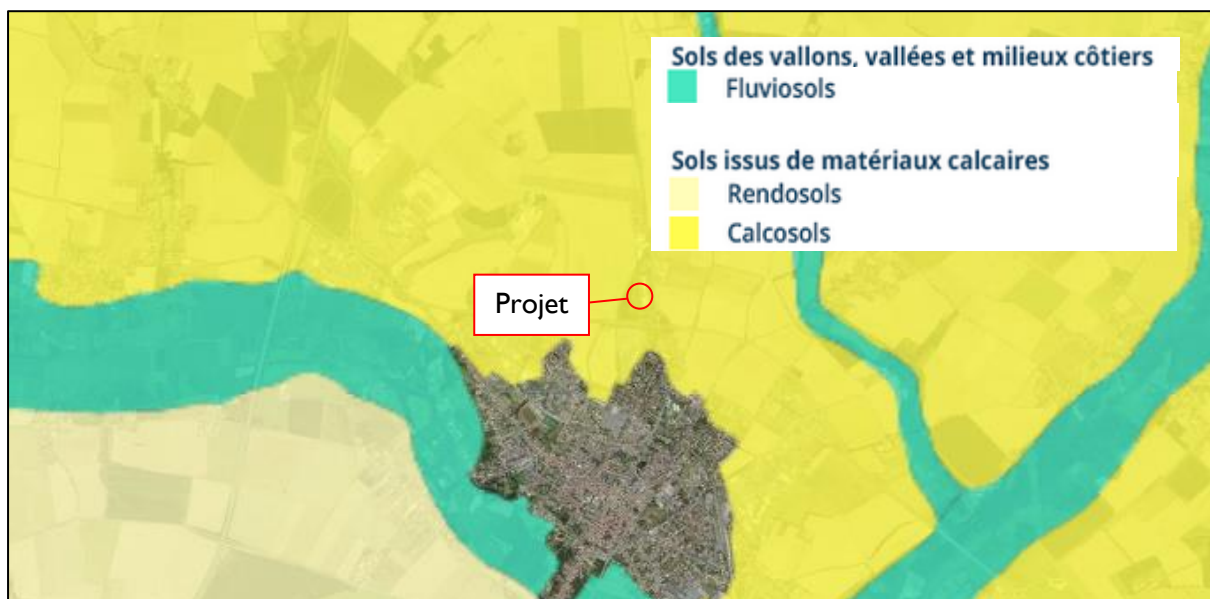 Sols des vallons, vallées et milieux côtiers
Fluviosols
Sols issus de matériaux calcaires
Rendosols
Calcosols
Projet